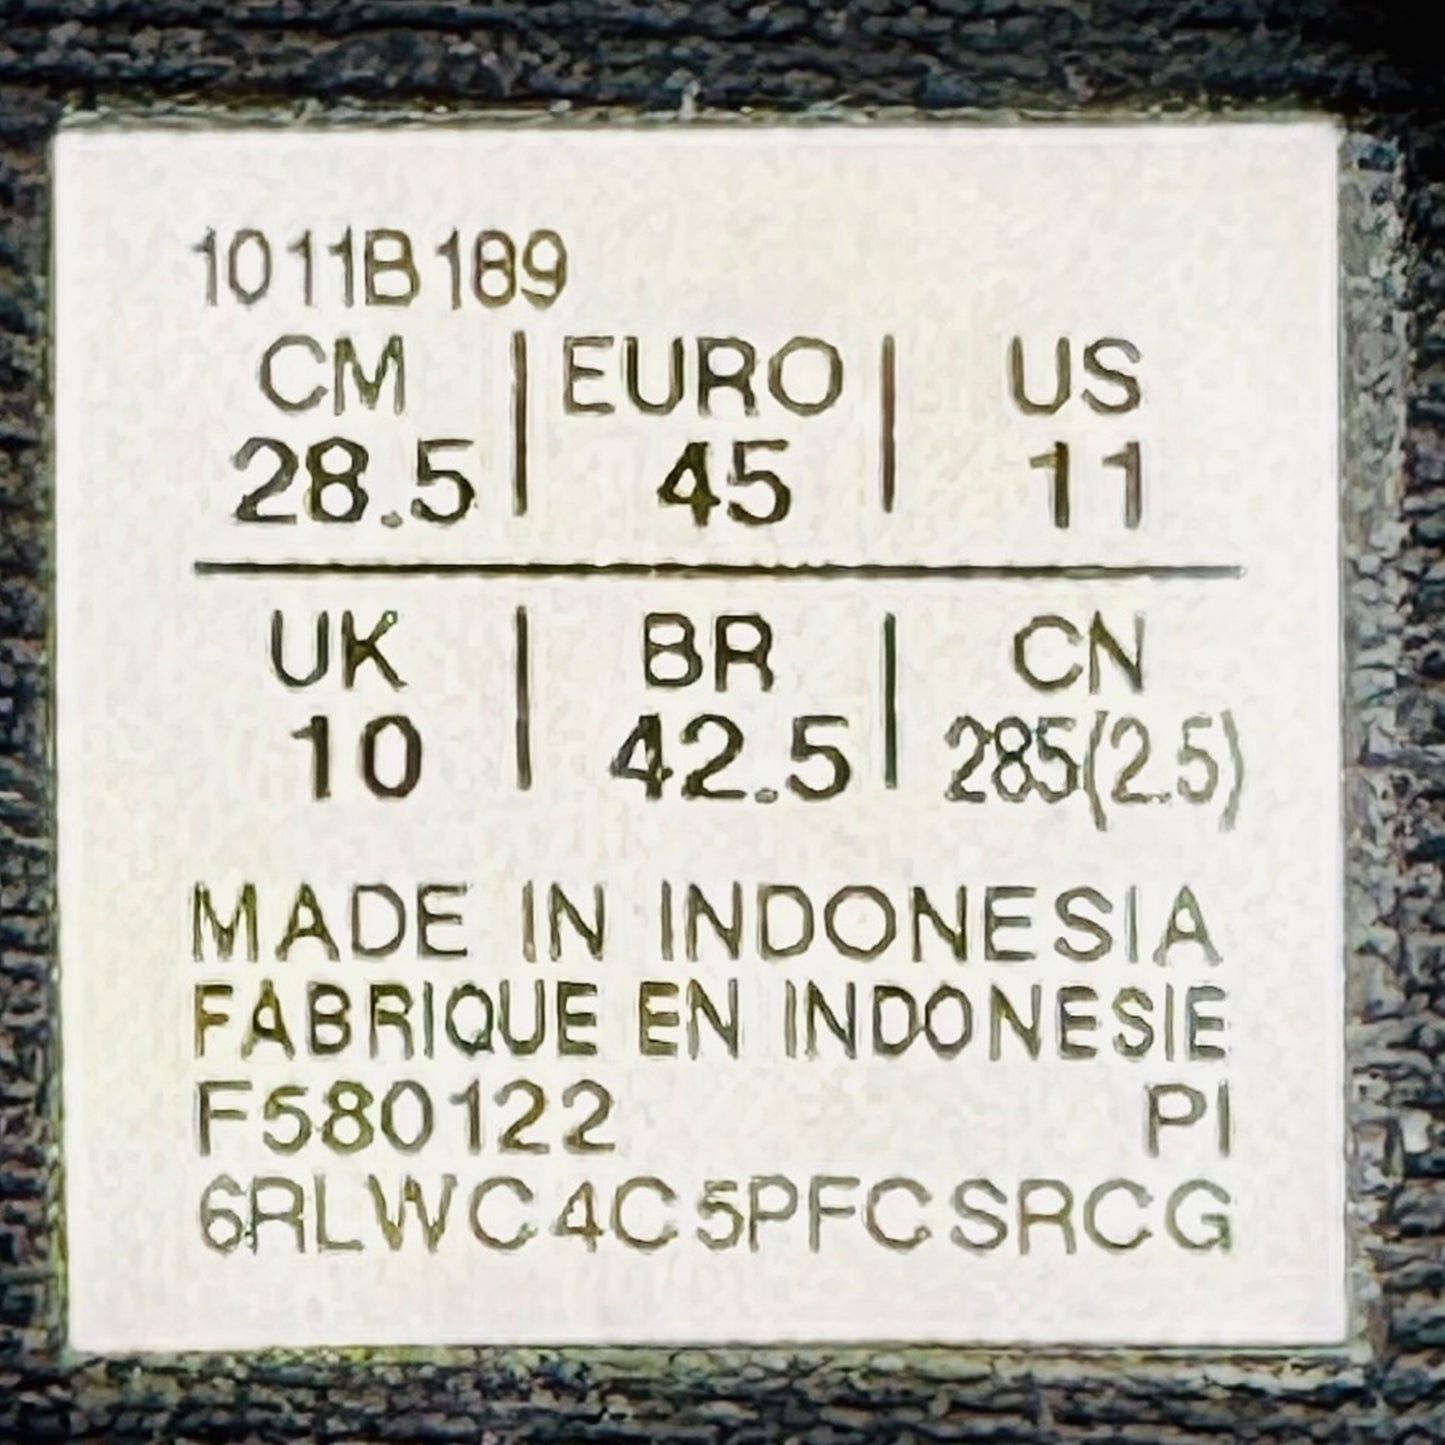 1011B189
CM | EURO | US
28.5 | 45 | 11
UK | BR | CN
10 | 42.5 | 285(2.5)
MADE IN INDONESIA
FABRIQUE EN INDONESIE
F580122 PI
6RLWC4C5PFCSRCG